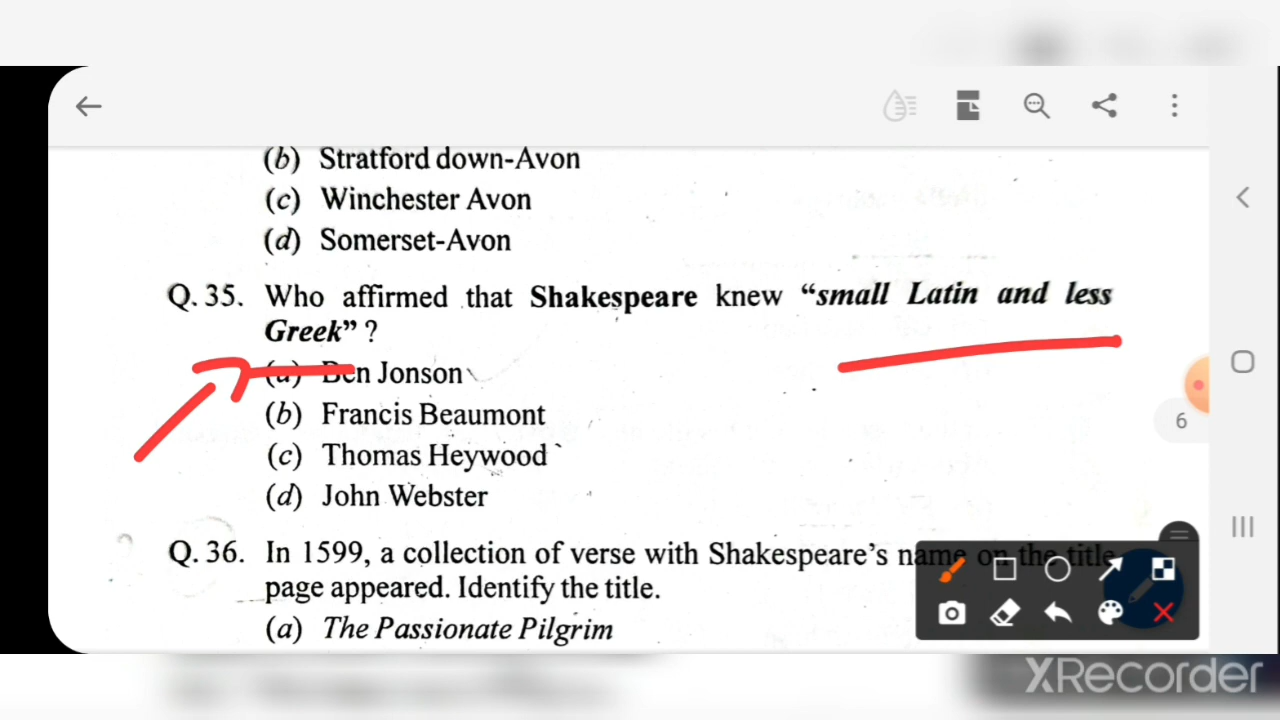 (b) Stratford down-Avon
(c) Winchester Avon
(d) Somerset-Avon
Q. 35. Who affirmed that Shakespeare knew “small Latin and less
Greek” ?
(a) Ben Jonson
(b) Francis Beaumont
(c) Thomas Heywood
(d) John Webster
6
Q. 36. In 1599, a collection of verse with Shakespeare’s name on the title
page appeared. Identify the title.
(a) The Passionate Pilgrim
XRecorder